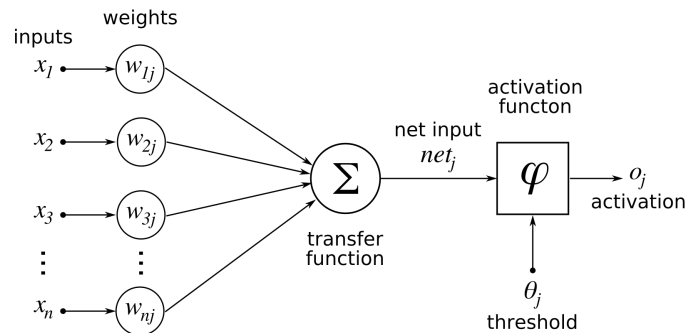 weights
inputs
x1 w1j
activation
functon
x2 w2j
net input
netj
Σ
φ
oj
activation
x3 w3j
transfer
function
⋮ ⋮
θj
threshold
xn wnj